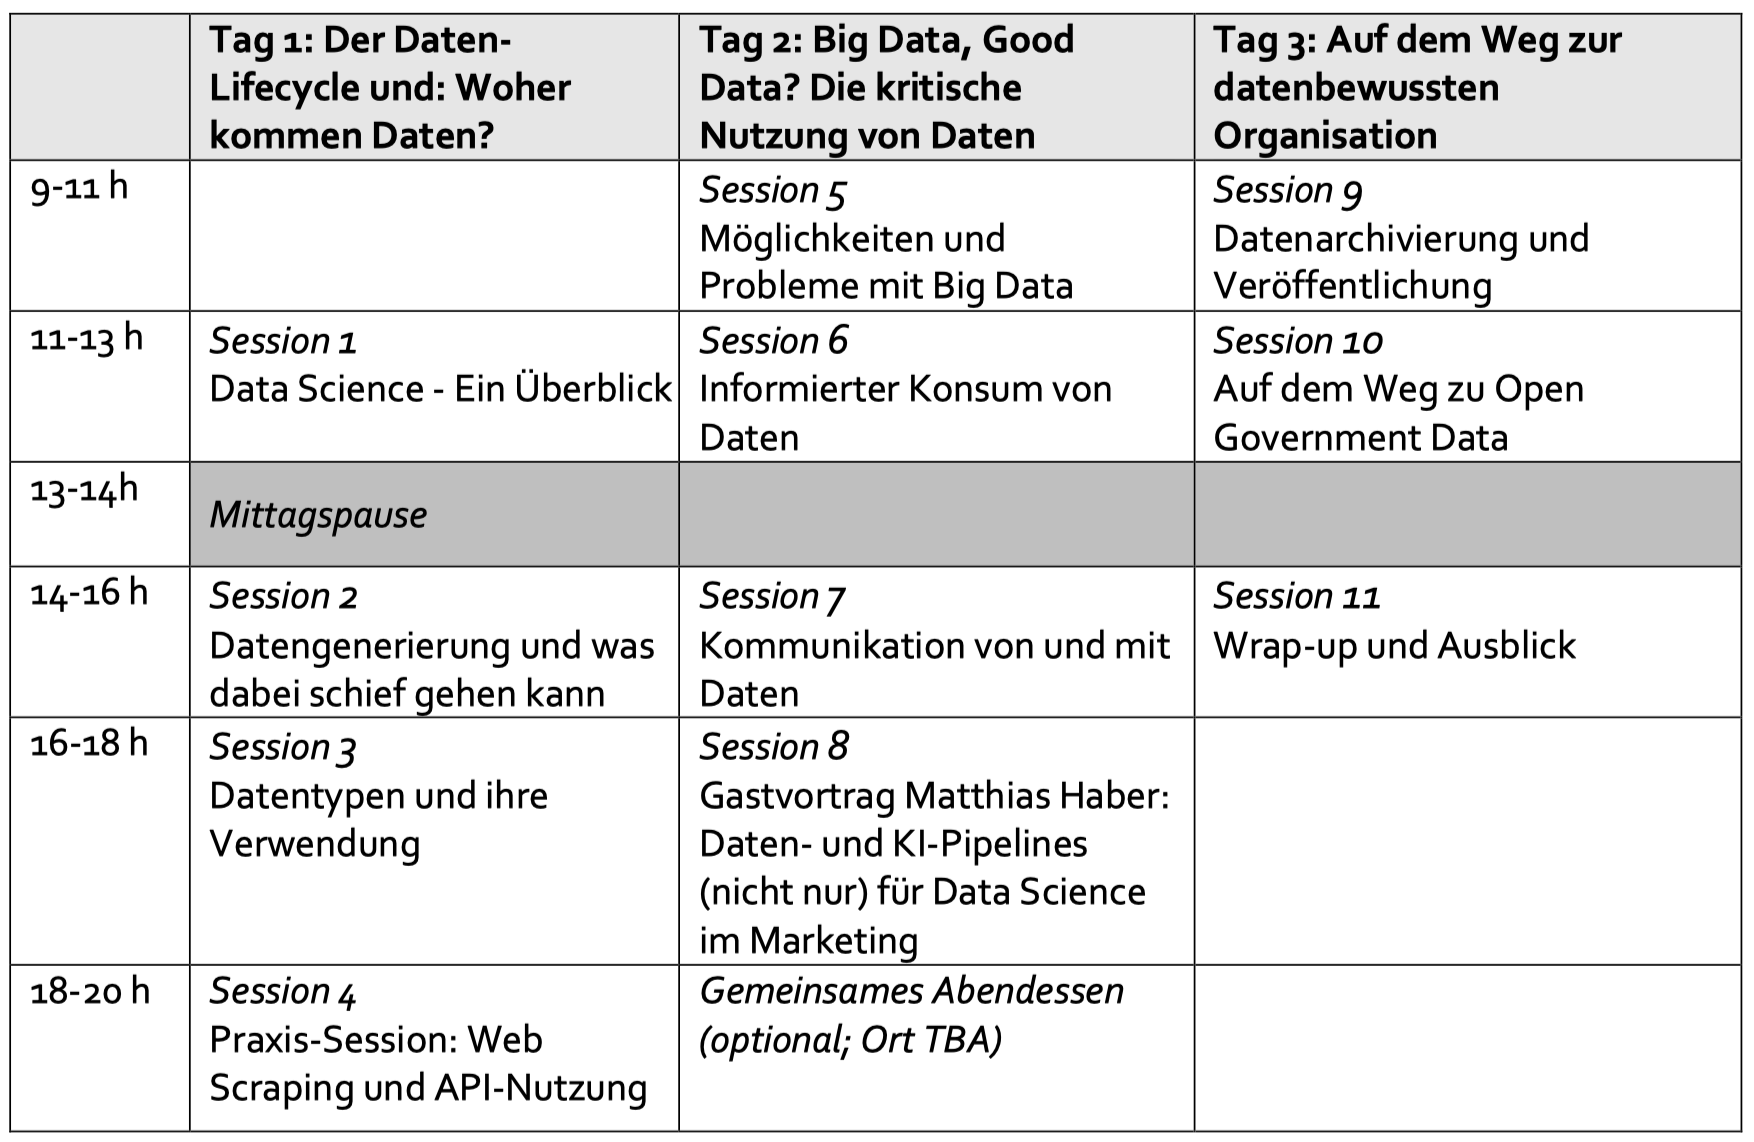 Tag 1: Der Daten-
Lifecycle und: Woher
kommen Daten?
Tag 2: Big Data, Good
Data? Die kritische
Nutzung von Daten
Tag 3: Auf dem Weg zur
datenbewussten
Organisation
9-11 h
Session 5
Möglichkeiten und
Probleme mit Big Data
Session 9
Datenarchivierung und
Veröffentlichung
11-13 h
Session 1
Data Science - Ein Überblick
Session 6
Informierter Konsum von
Daten
Session 10
Auf dem Weg zu Open
Government Data
13-14h
Mittagspause
14-16 h
Session 2
Datengenerierung und was
dabei schief gehen kann
Session 7
Kommunikation von und mit
Daten
Session 11
Wrap-up und Ausblick
16-18 h
Session 3
Datentypen und ihre
Verwendung
Session 8
Gastvortrag Matthias Haber:
Daten- und KI-Pipelines
(nicht nur) für Data Science
im Marketing
18-20 h
Session 4
Praxis-Session: Web
Scraping und API-Nutzung
Gemeinsames Abendessen
(optional; Ort TBA)